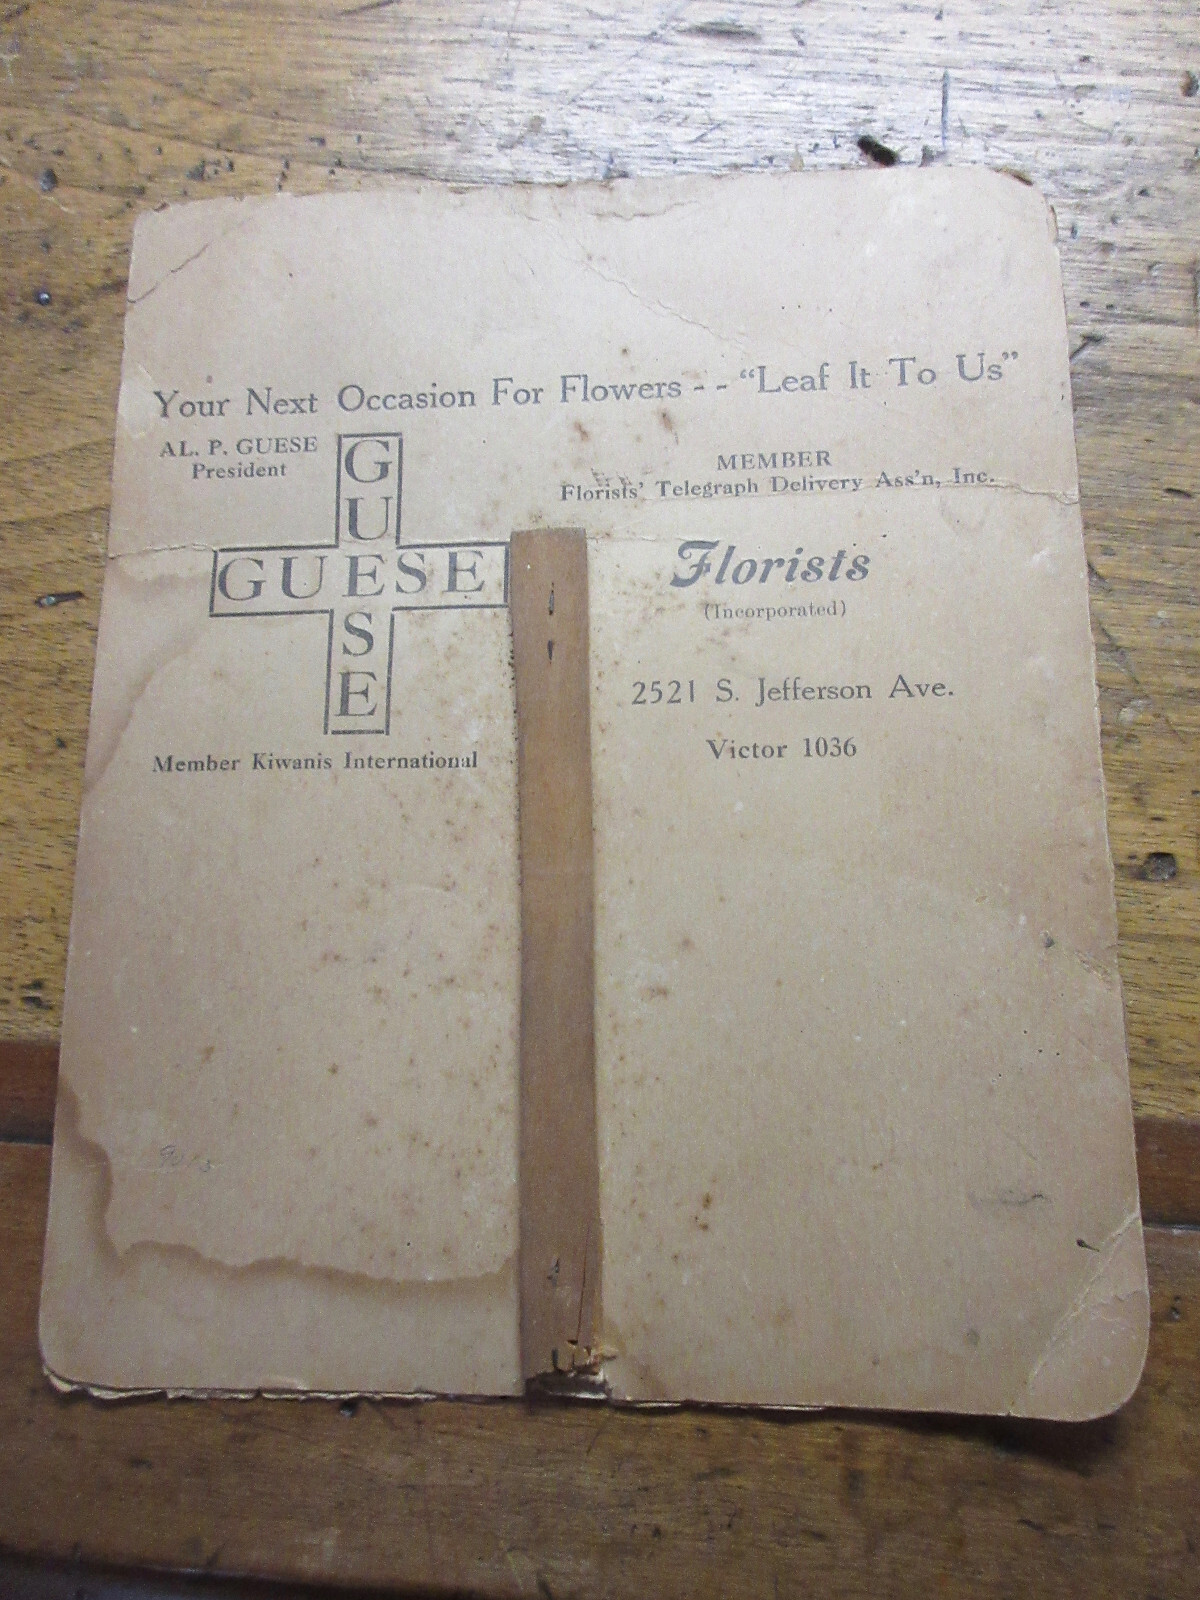 Your Next Occasion For Flowers - - “Leaf It To Us”
AL. P. GUESE
President
GUESE
GUESE
Member Kiwanis International
MEMBER
Florists' Telegraph Delivery Ass'n, Inc.
Florists
(Incorporated)
2521 S. Jefferson Ave.
Victor 1036